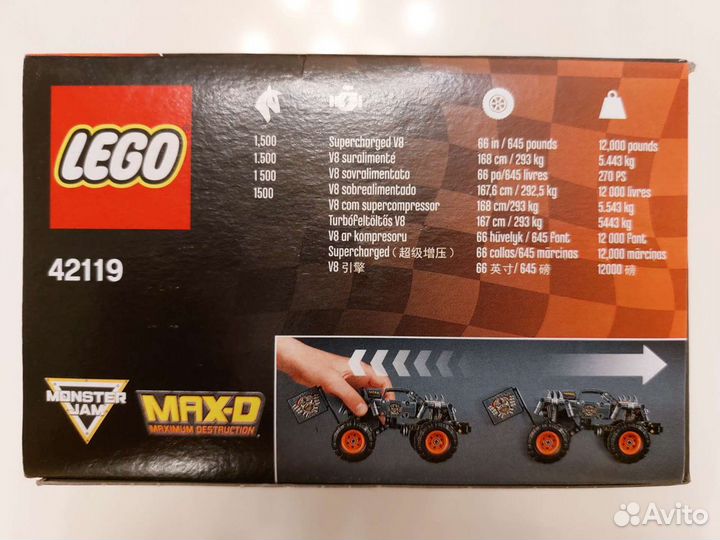 LEGO
42119
1,500
1.500
1 500
1500
Supercharged V8
V8 suralimenté
V8 sovralimentato
V8 sobrealimentado
V8 com supercompressor
Turbófeltöltős V8
V8 ar kompresoru
Supercharged (超级增压)
V8 引擎
66 in / 645 pounds
168 cm / 293 kg
66 po/645 livres
167,6 cm / 292,5 kg
168 cm/293 kg
167 cm / 293 kg
66 hüvelyk / 645 font
66 collas/645 mārciņas
66 英寸/ 645 磅
12,000 pounds
5.443 kg
270 PS
12 000 livres
5.543 kg
5443 kg
12 000 font
12,000 mārciņas
12000 磅
MONSTER
JAM
MAX-D
MAXIMUM DESTRUCTION
Avito